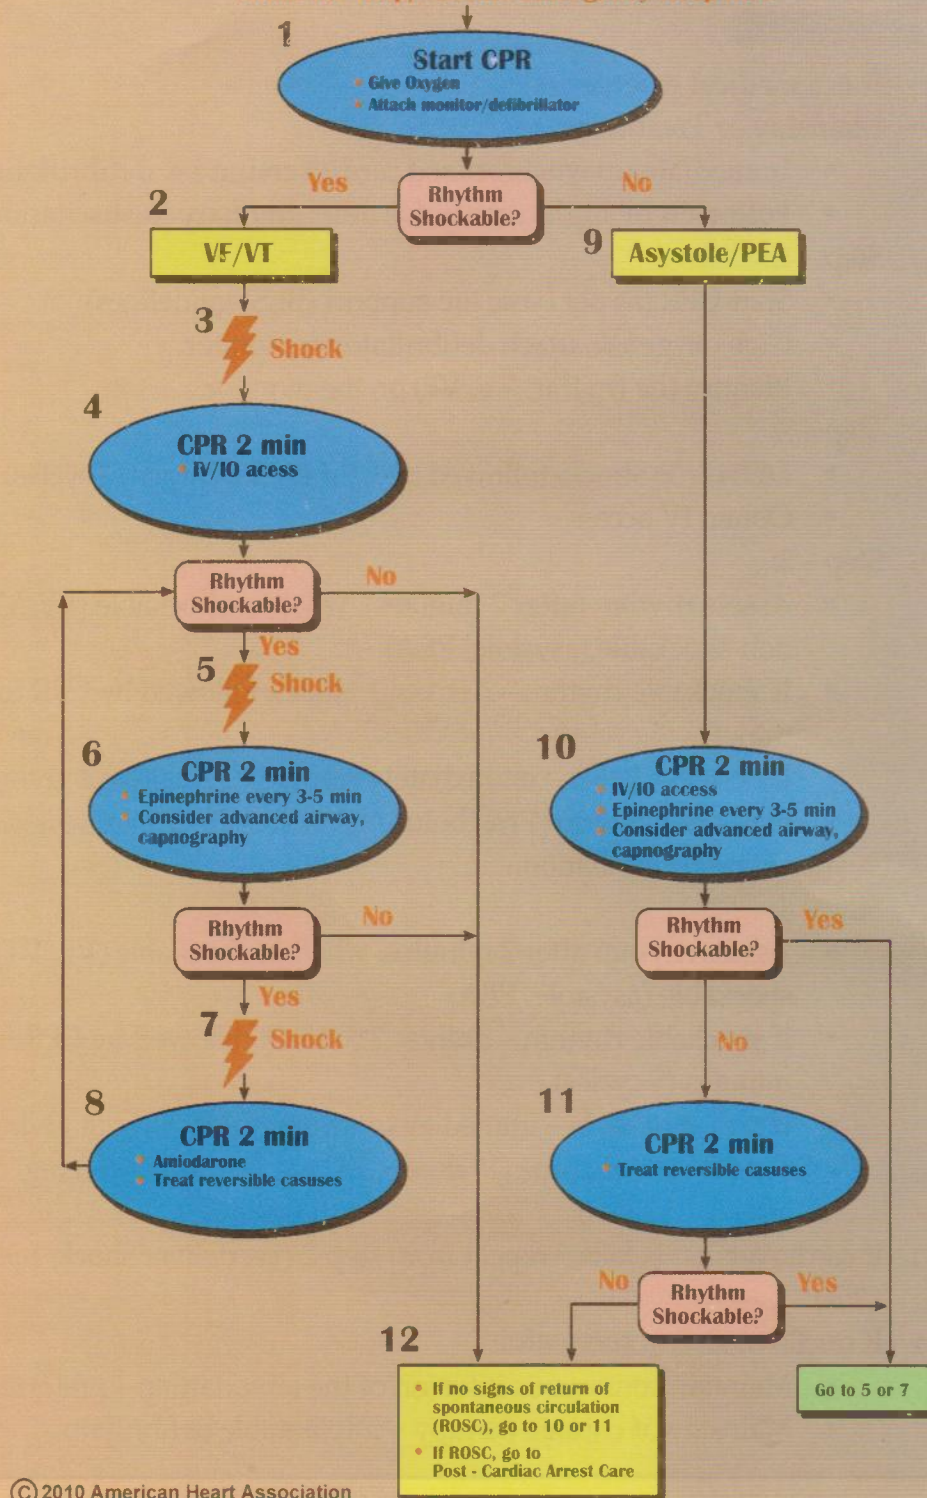 1
Start CPR
Give Oxygen
Attach monitor/defibrillator
Rhythm
Shockable?
Yes
No
2
VF/VT
9
Asystole/PEA
3
Shock
4
CPR 2 min
IV/IO acess
Rhythm
Shockable?
No
Yes
5
Shock
6
CPR 2 min
Epinephrine every 3-5 min
Consider advanced airway,
capnography
10
CPR 2 min
IV/IO access
Epinephrine every 3-5 min
Consider advanced airway,
capnography
Rhythm
Shockable?
No
Yes
Rhythm
Shockable?
Yes
No
7
Shock
8
CPR 2 min
Amiodarone
Treat reversible casuses
11
CPR 2 min
Treat reversible casuses
No
Rhythm
Shockable?
Yes
12
If no signs of return of
spontaneous circulation
(ROSC), go to 10 or 11
If ROSC, go to
Post - Cardiac Arrest Care
Go to 5 or 7
© 2010 American Heart Association